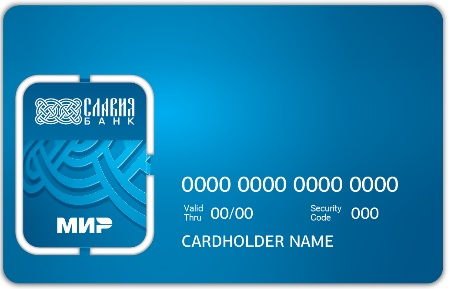 СЛАВИЯ
БАНК
МИР
0000 0000 0000 0000
Valid Thru 00/00 Security Code 000
CARDHOLDER NAME